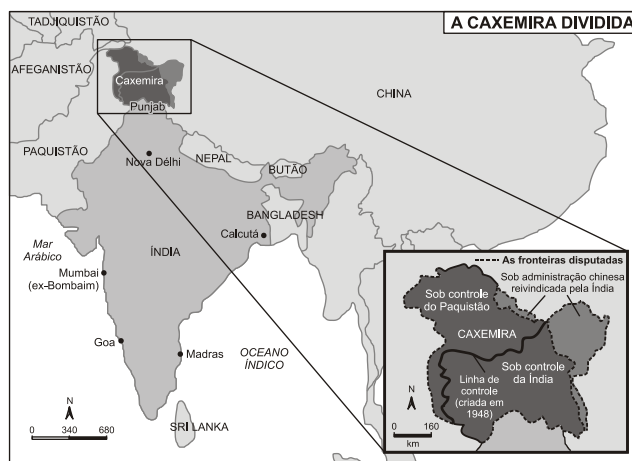 A CAXEMIRA DIVIDIDA
TADJIQUISTÃO
AFEGANISTÃO
Caxemira
Punjab
CHINA
PAQUISTÃO
Nova Délhi
NEPAL
BUTÃO
BANGLADESH
Mar
Arábico
ÍNDIA
Calcutá
Mumbai
(ex-Bombaim)
Goa
Madras
OCEANO
ÍNDICO
SRI LANKA
N
0 340 680
As fronteiras disputadas
Sob administração chinesa
reivindicada pela Índia
Sob controle
do Paquistão
CAXEMIRA
Sob controle
da Índia
Linha de
controle
(criada em
1948)
N
0 160
km